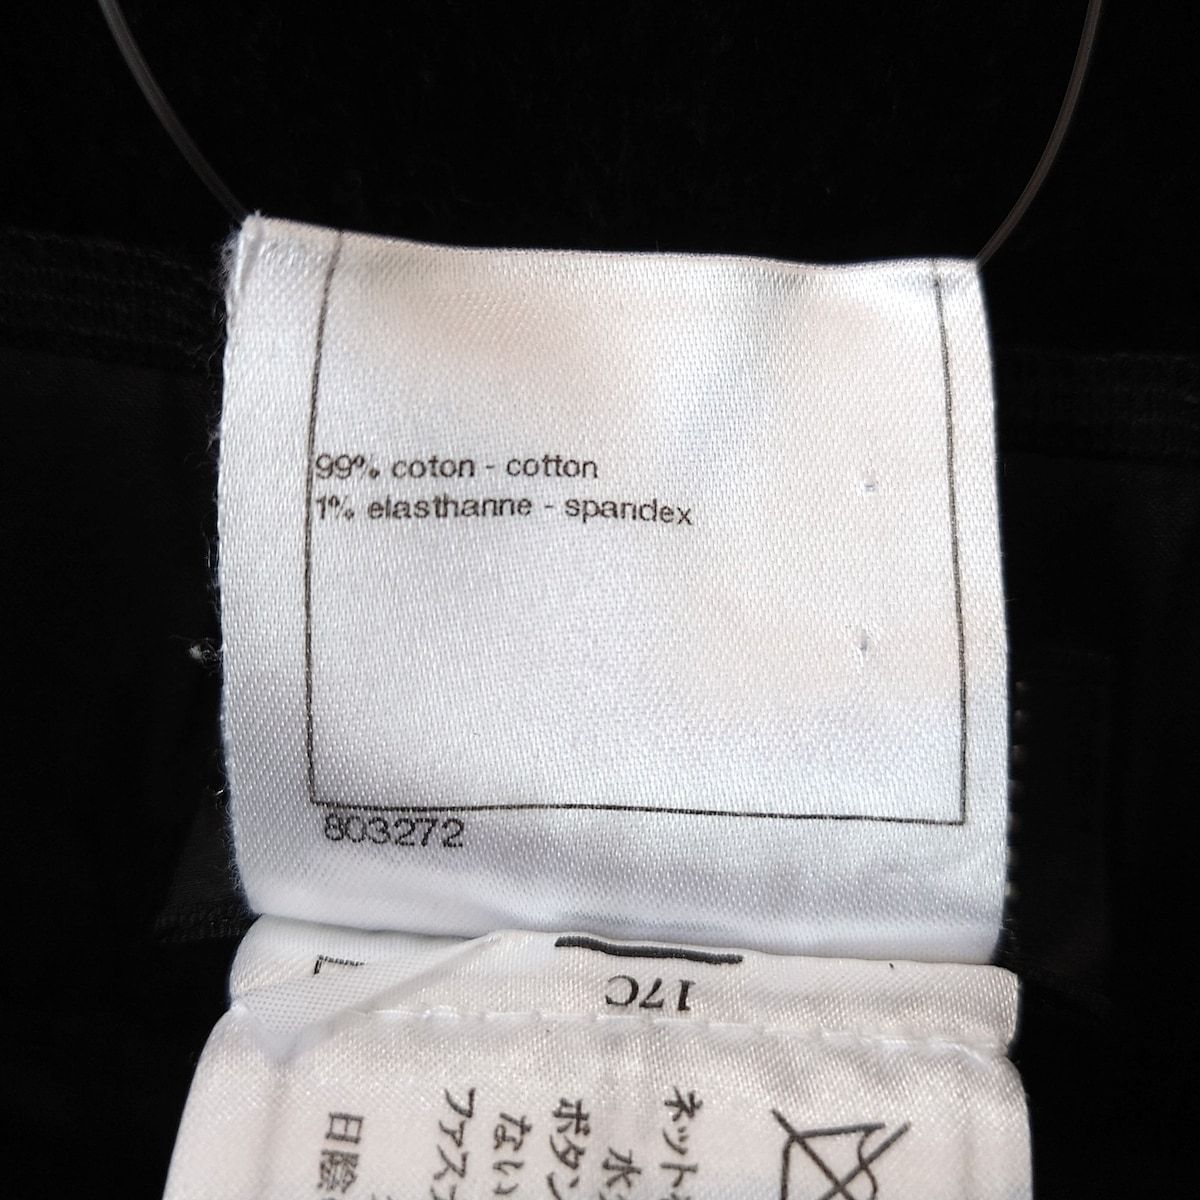 99% coton - cotton
1% elasthanne - spandex
803272
17C
ネット
水
ボタン
ない
ファス
日陰